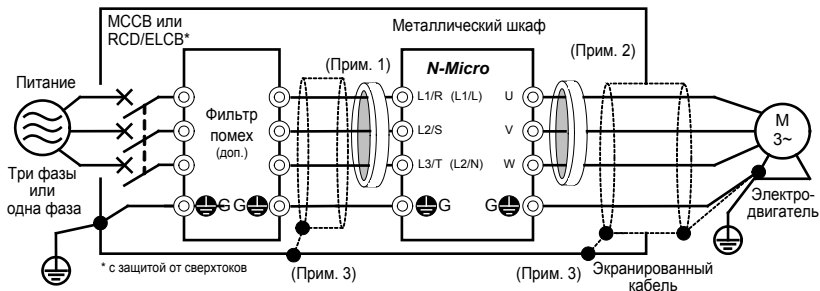 MCCB или
RCD/ELCB*
Металлический шкаф
(Прим. 1)
N-Micro
(Прим. 2)
Питание
L1/R (L1/L)
U
Фильтр
помех
(доп.)
L2/S
V
M
3~
L3/T (L2/N)
W
Три фазы
или
одна фаза
G
G
G
G
Электро-
двигатель
* с защитой от сверхтоков
(Прим. 3)
(Прим. 3)
Экранированный
кабель